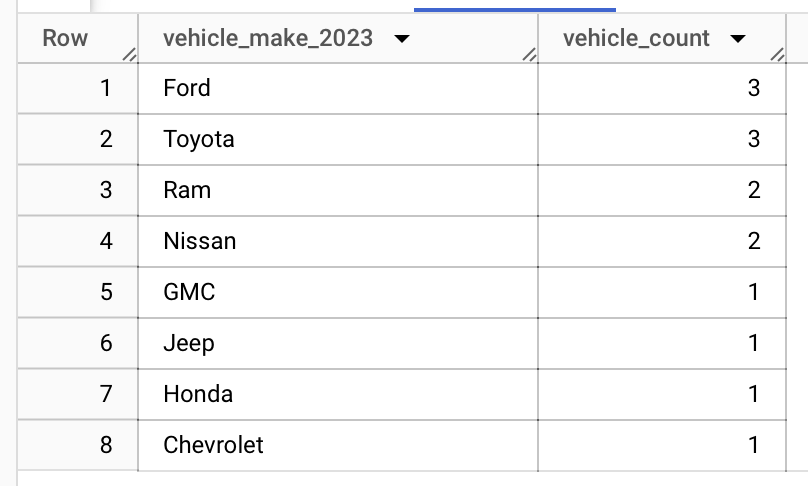 Row vehicle_make_2023 vehicle_count
1 Ford 3
2 Toyota 3
3 Ram 2
4 Nissan 2
5 GMC 1
6 Jeep 1
7 Honda 1
8 Chevrolet 1